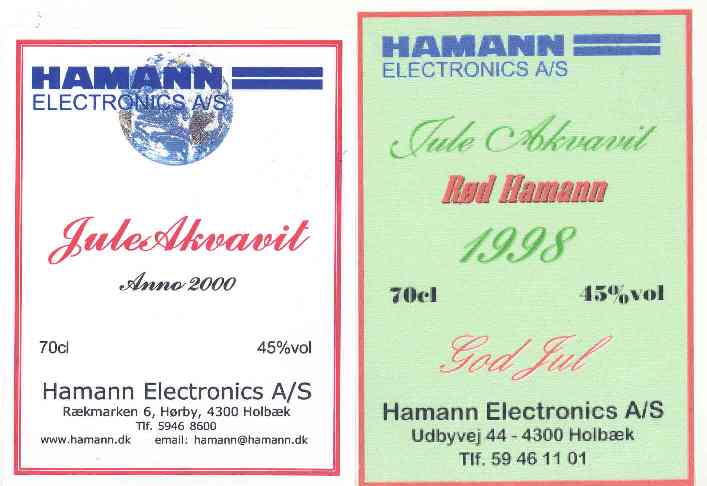 HAMANN
ELECTRONICS A/S
Jule Akvavit
Anno 2000
70cl 45%vol
Hamann Electronics A/S
Rækmarken 6, Hørby, 4300 Holbæk
Tlf. 5946 8600
www.hamann.dk email: hamann@hamann.dk
HAMANN
ELECTRONICS A/S
Jule Akvavit
Rød Hamann
1998
70cl 45%vol
God Jul
Hamann Electronics A/S
Udbyvej 44 - 4300 Holbæk
Tlf. 59 46 11 01